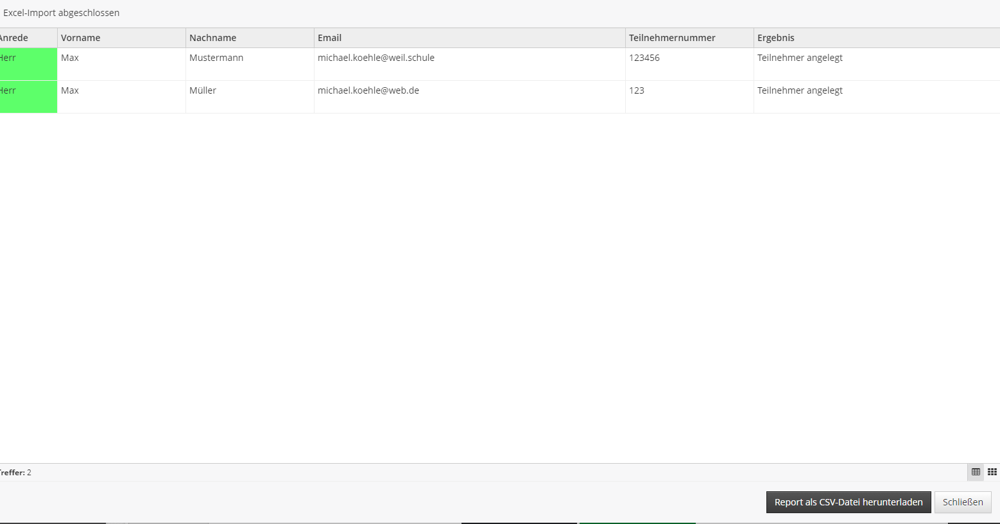 Excel-Import abgeschlossen
Anrede Vorname Nachname Email Teilnehmernummer Ergebnis
Herr Max Mustermann michael.koehle@weil.schule 123456 Teilnehmer angelegt
Herr Max Müller michael.koehle@web.de 123 Teilnehmer angelegt
Treffer: 2
Report als CSV-Datei herunterladen Schließen